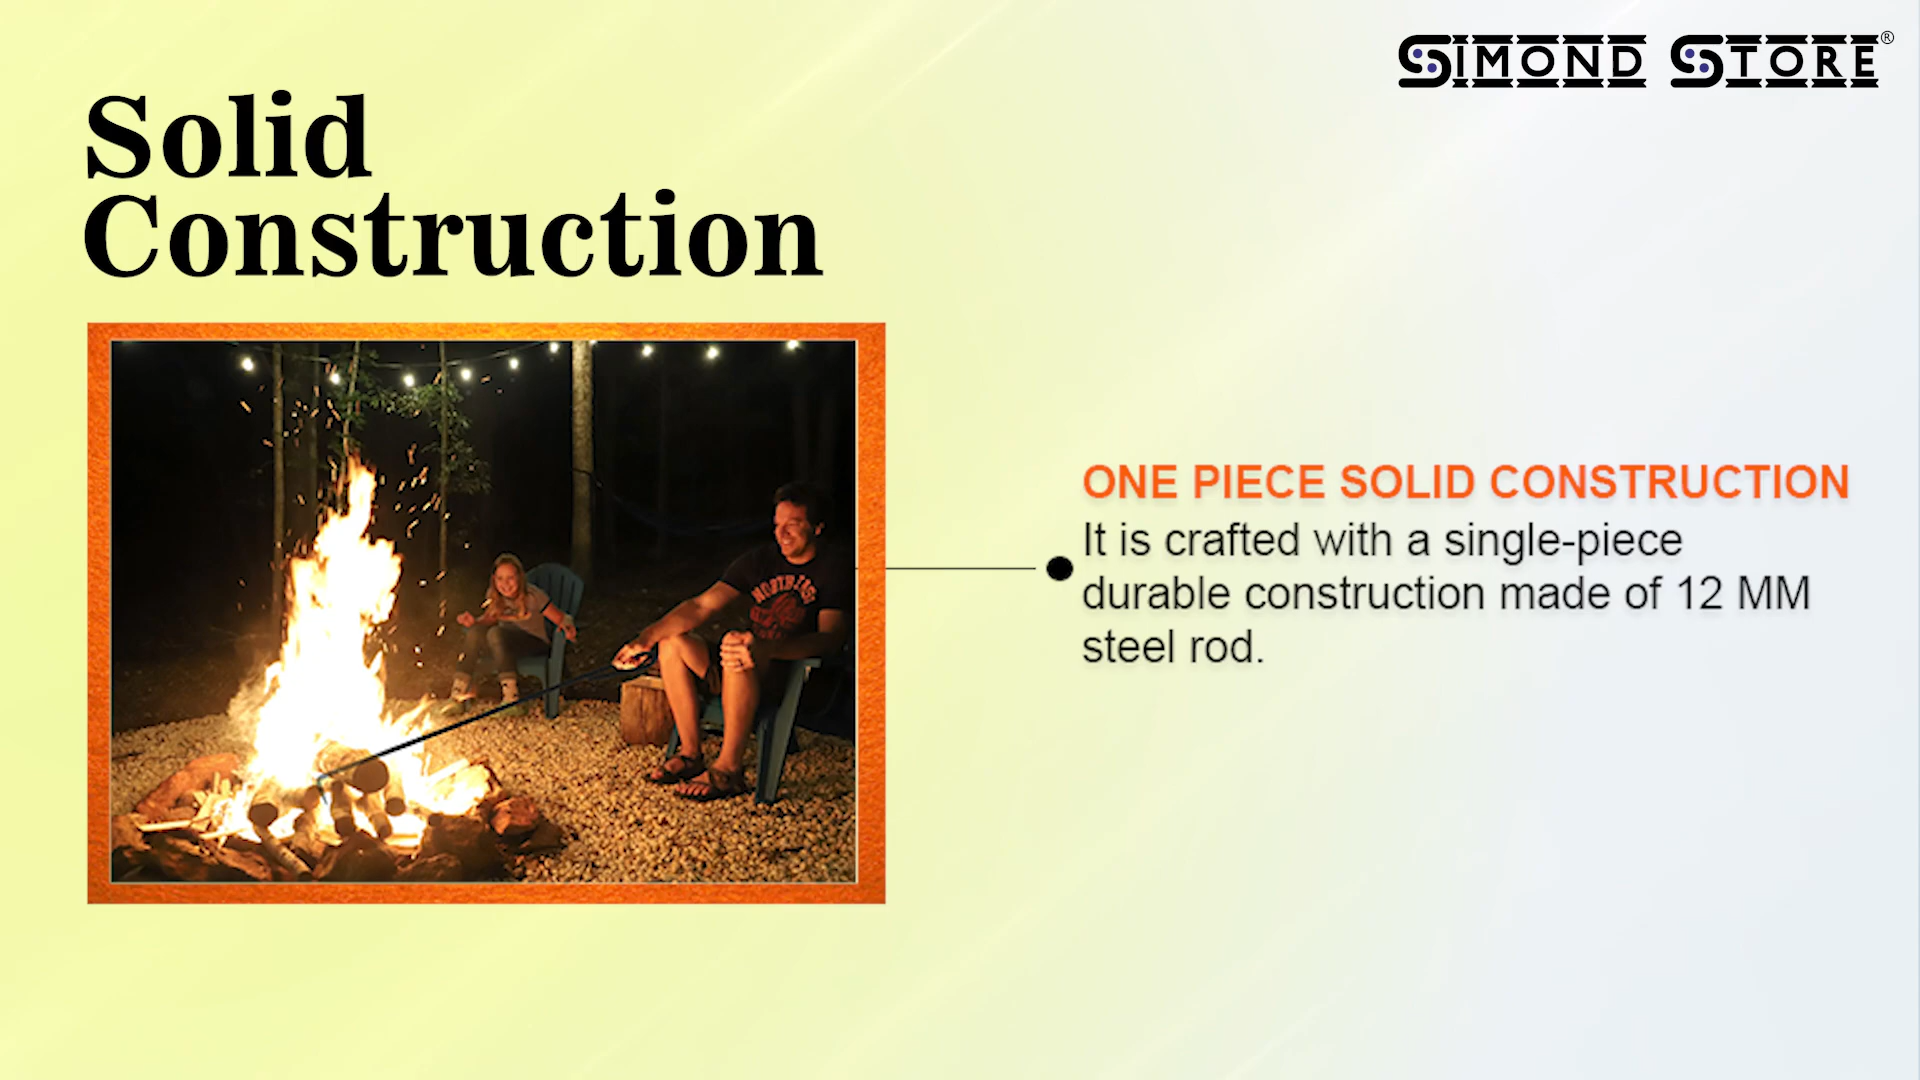 SIMOND STORE®
Solid
Construction
ONE PIECE SOLID CONSTRUCTION
It is crafted with a single-piece
durable construction made of 12 MM
steel rod.